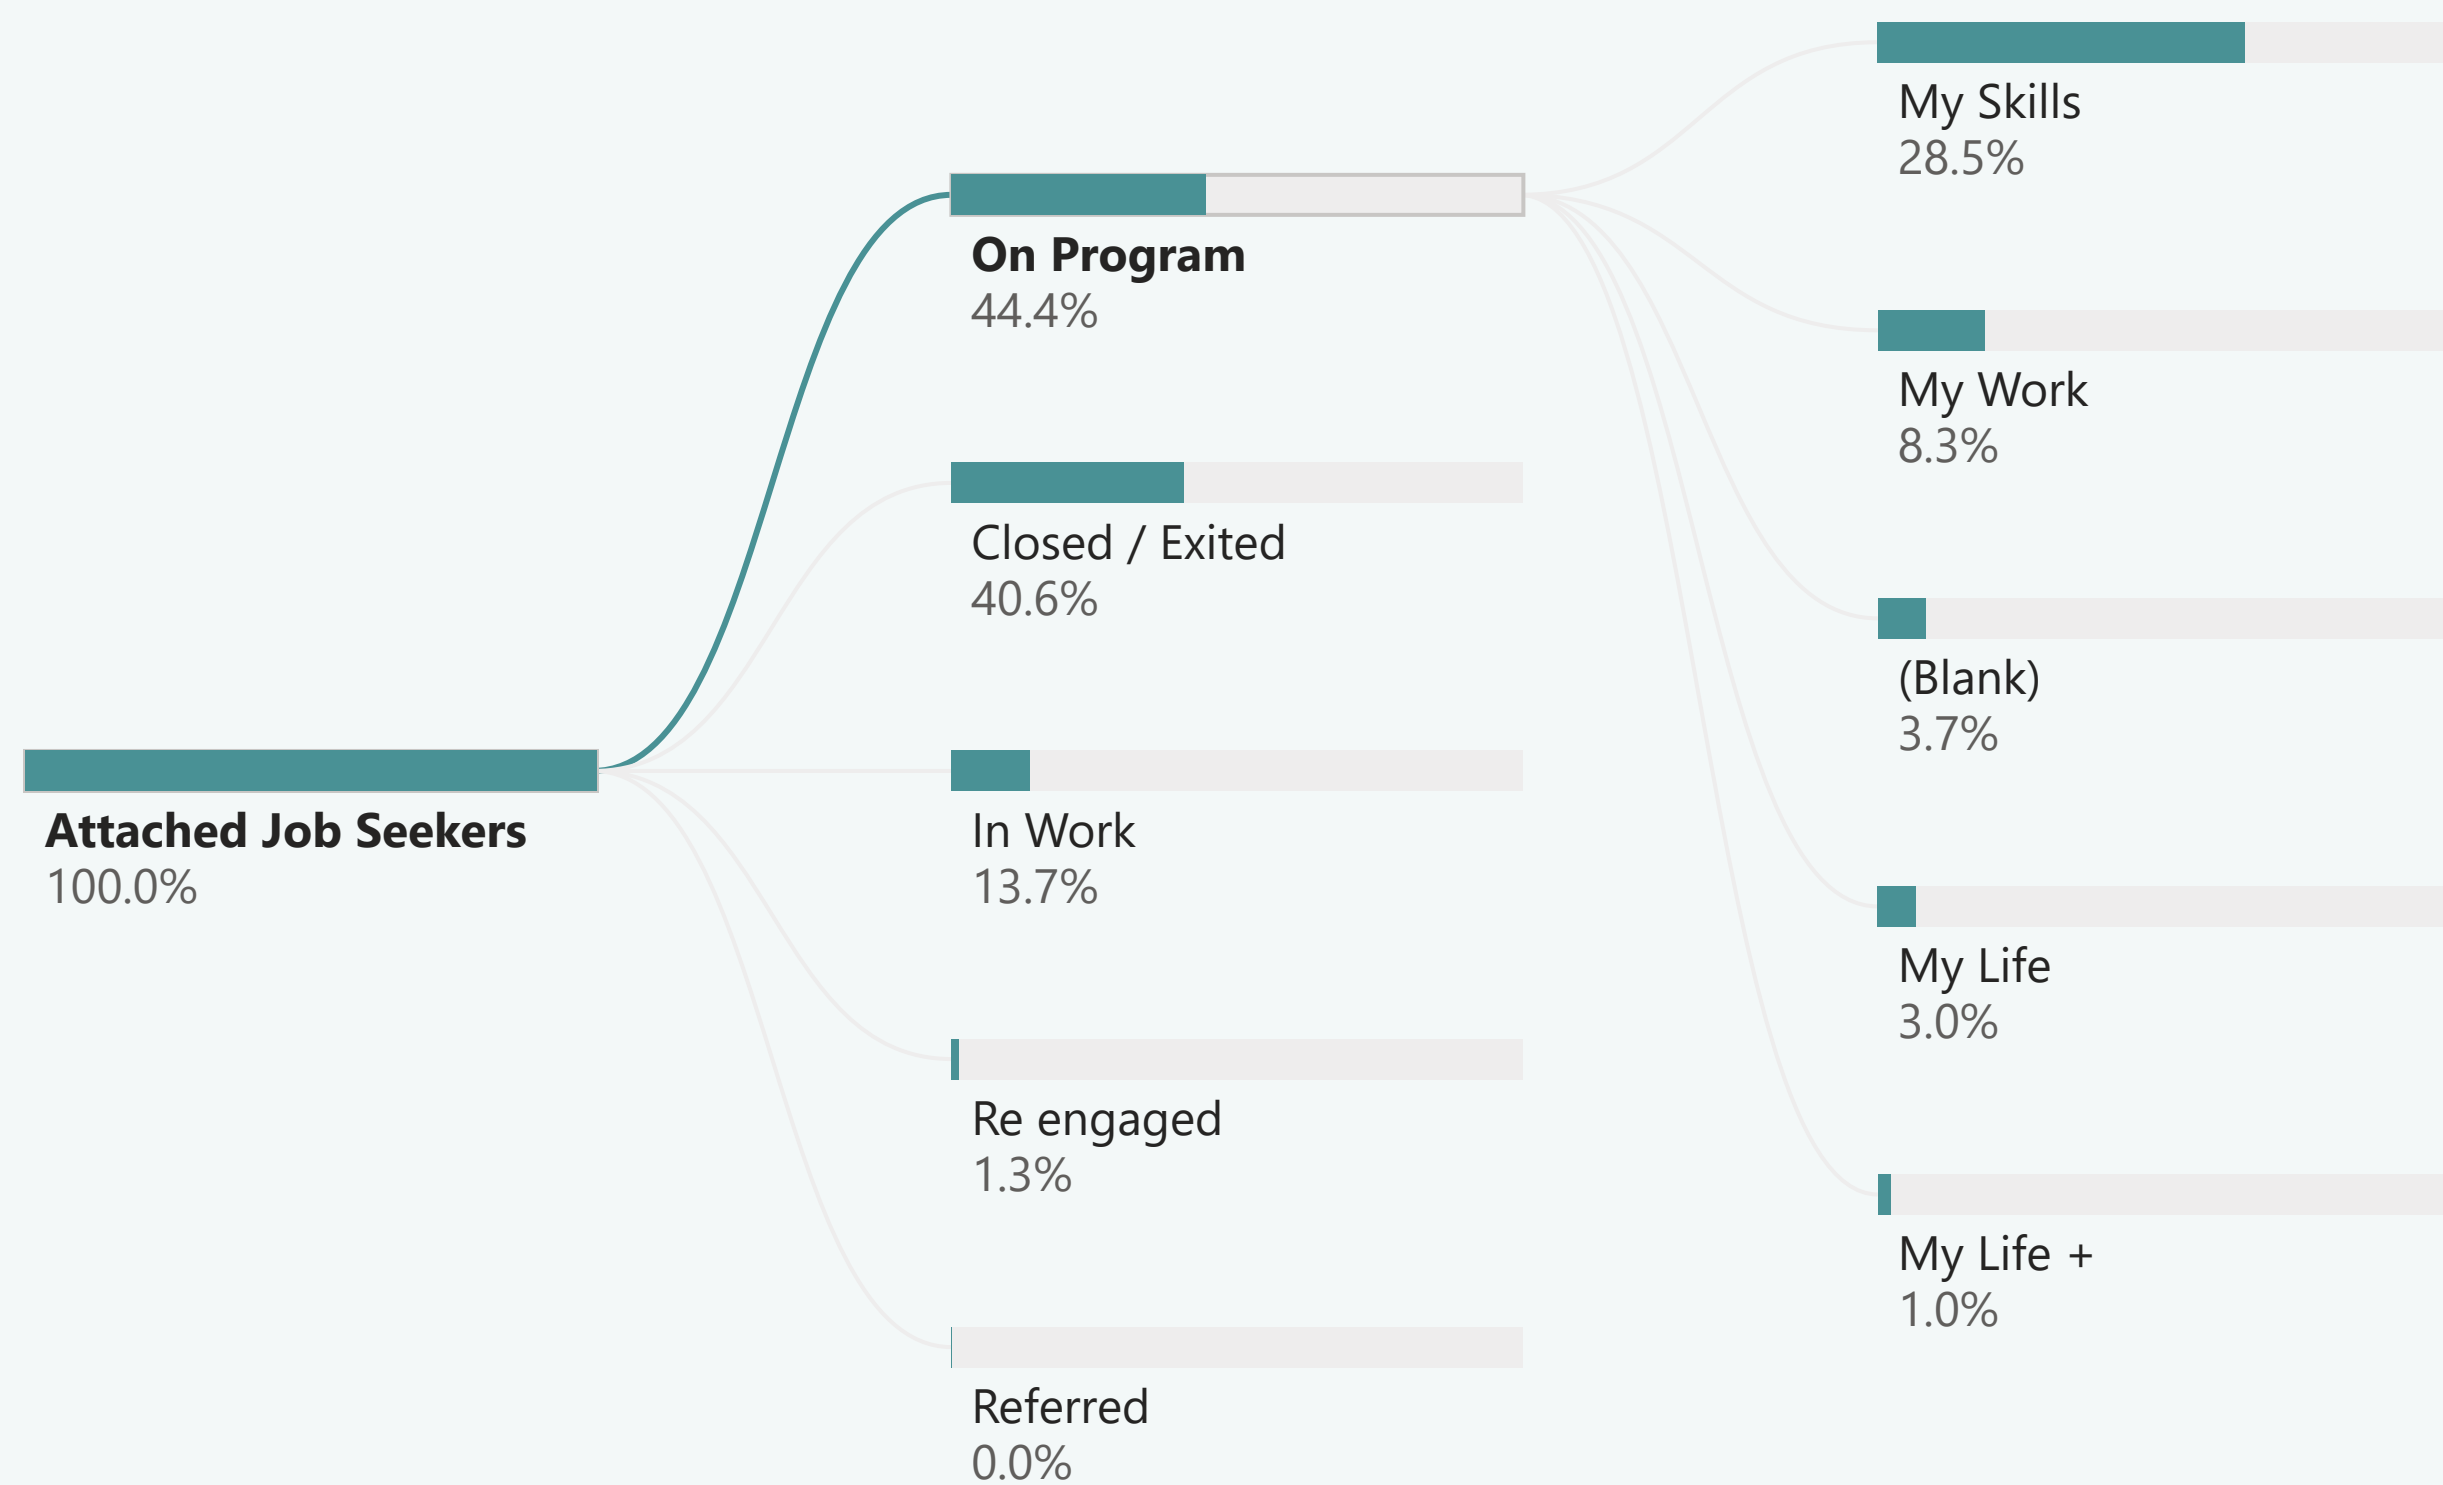 Attached Job Seekers
100.0%
On Program
44.4%
Closed / Exited
40.6%
In Work
13.7%
Re engaged
1.3%
Referred
0.0%
My Skills
28.5%
My Work
8.3%
(Blank)
3.7%
My Life
3.0%
My Life +
1.0%